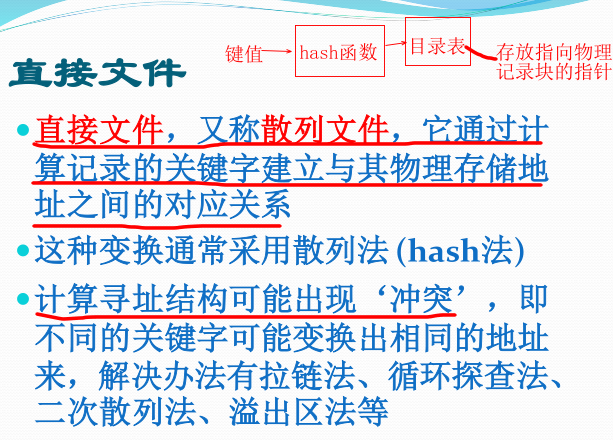 键值
hash函数
目录表
存放指向物理
记录块的指针
直接文件
直接文件，又称散列文件，它通过计
算记录的关键字建立与其物理存储地
址之间的对应关系
这种变换通常采用散列法 (hash法)
计算寻址结构可能出现‘冲突’，即
不同的关键字可能变换出相同的地址
来，解决办法有拉链法、循环探查法、
二次散列法、溢出区法等